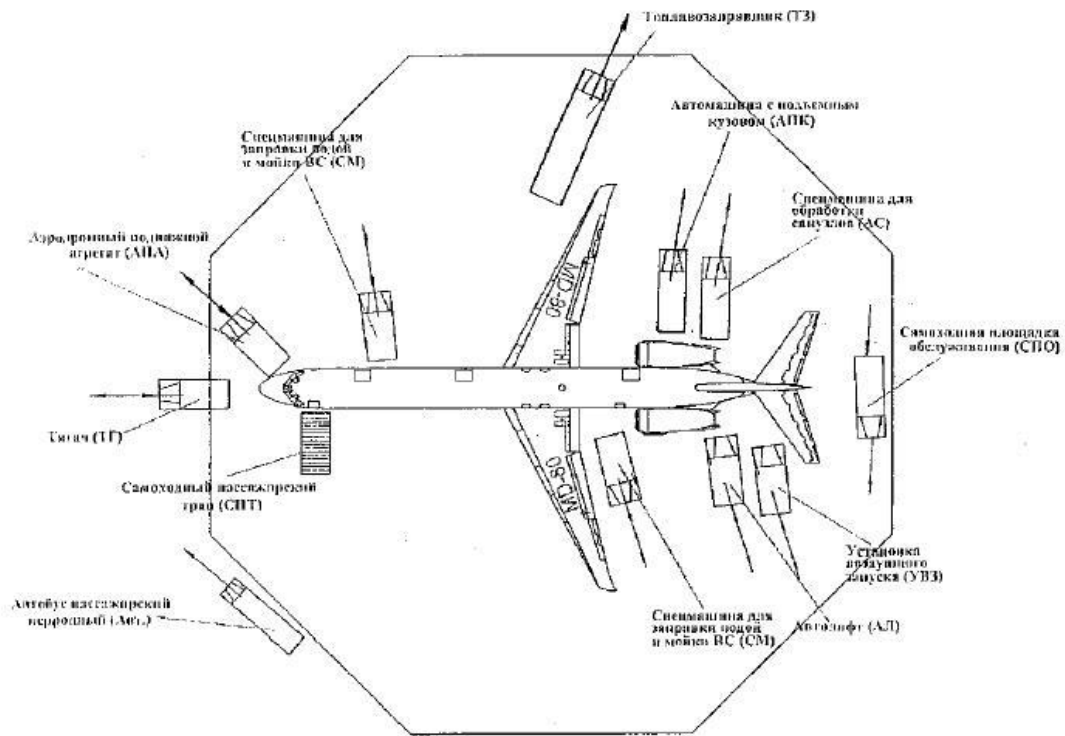 Топливозаправщик (ТЗ)
Автомашина с подъемным
кузовом (АПК)
Спецмашина для
заправки водой
и мойки ВС (СМ)
Спецмашина для
обработки
санузлов (АС)
Аэродромный подвижной
агрегат (АПА)
MD-80
Самоходная площадка
обслуживания (СПО)
Тягач (ТГ)
Самоходный пассажирский
трап (СПТ)
MD-80
Установка
воздушного
запуска (УВЗ)
Автобус пассажирский
перронный (Авт.)
Спецмашина для
заправки водой
и мойки ВС (СМ)
Автолифт (АЛ)